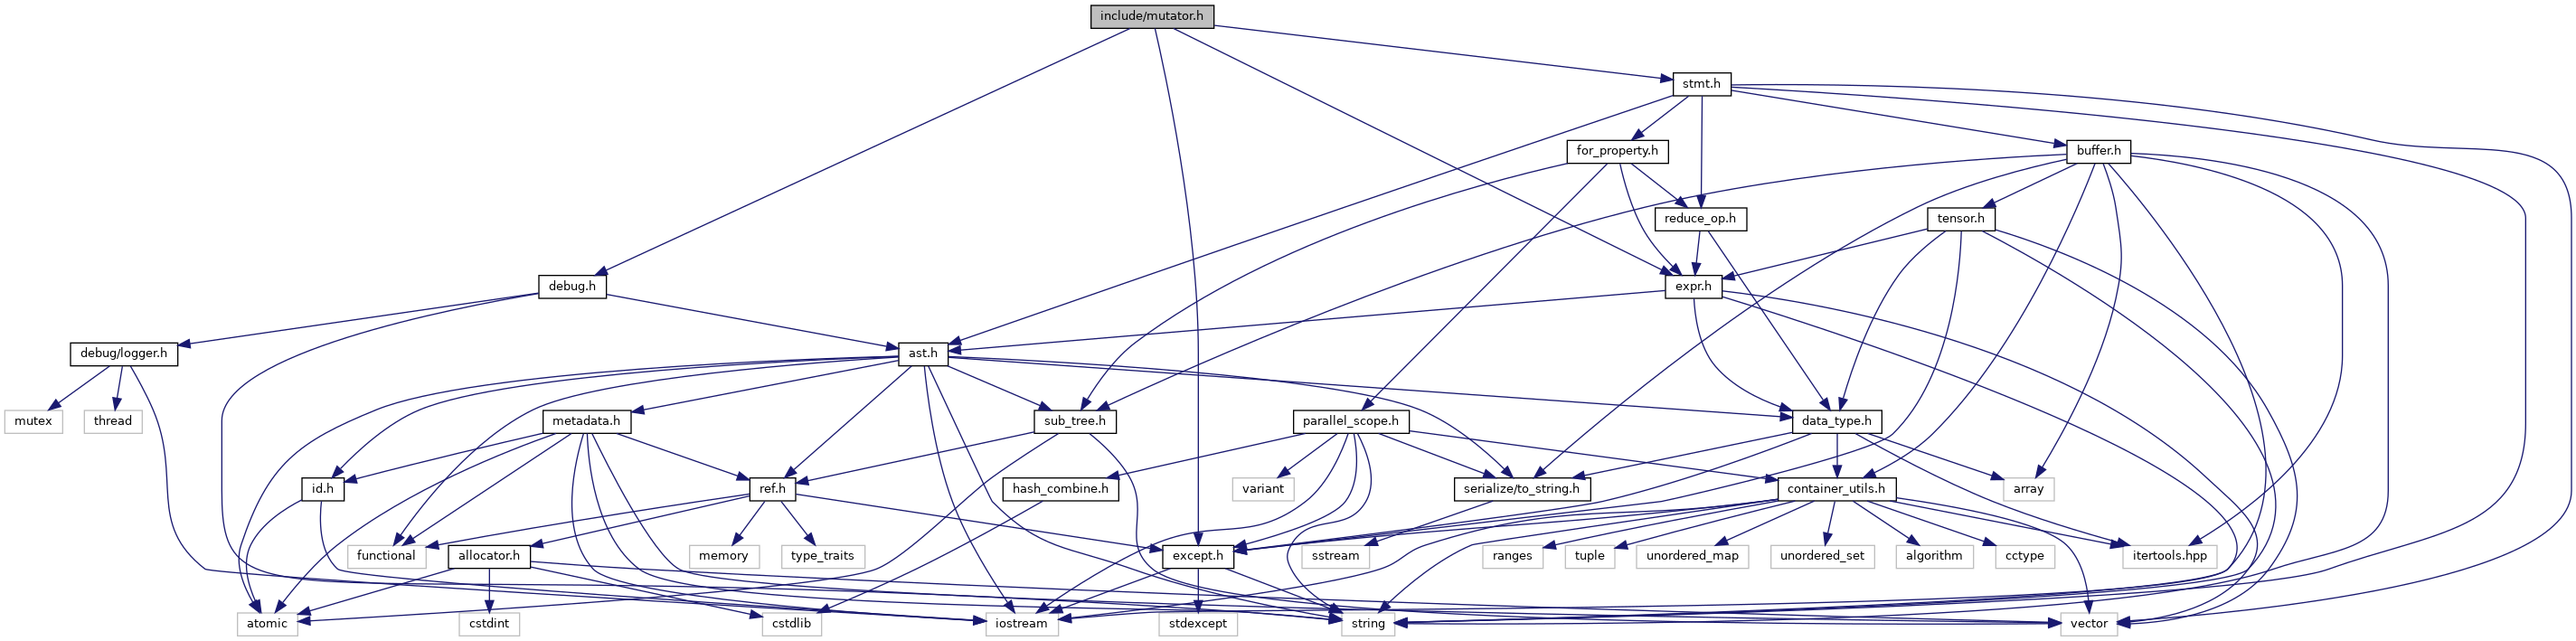 include/mutator.h
stmt.h
for_property.h
buffer.h
reduce_op.h
tensor.h
debug.h
expr.h
debug/logger.h
ast.h
mutex
thread
metadata.h
sub_tree.h
parallel_scope.h
data_type.h
id.h
ref.h
hash_combine.h
variant
serialize/to_string.h
container_utils.h
array
functional
allocator.h
memory
type_traits
except.h
sstream
ranges
tuple
unordered_map
unordered_set
algorithm
cctype
itertools.hpp
atomic
cstdint
cstdlib
iostream
stdexcept
string
vector